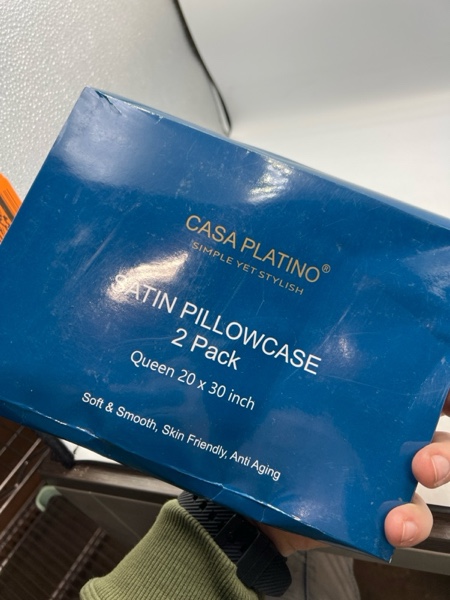 CASA PLATINO®
SIMPLE YET STYLISH
SATIN PILLOWCASE
2 Pack
Queen 20 x 30 inch
Soft & Smooth, Skin Friendly, Anti Aging